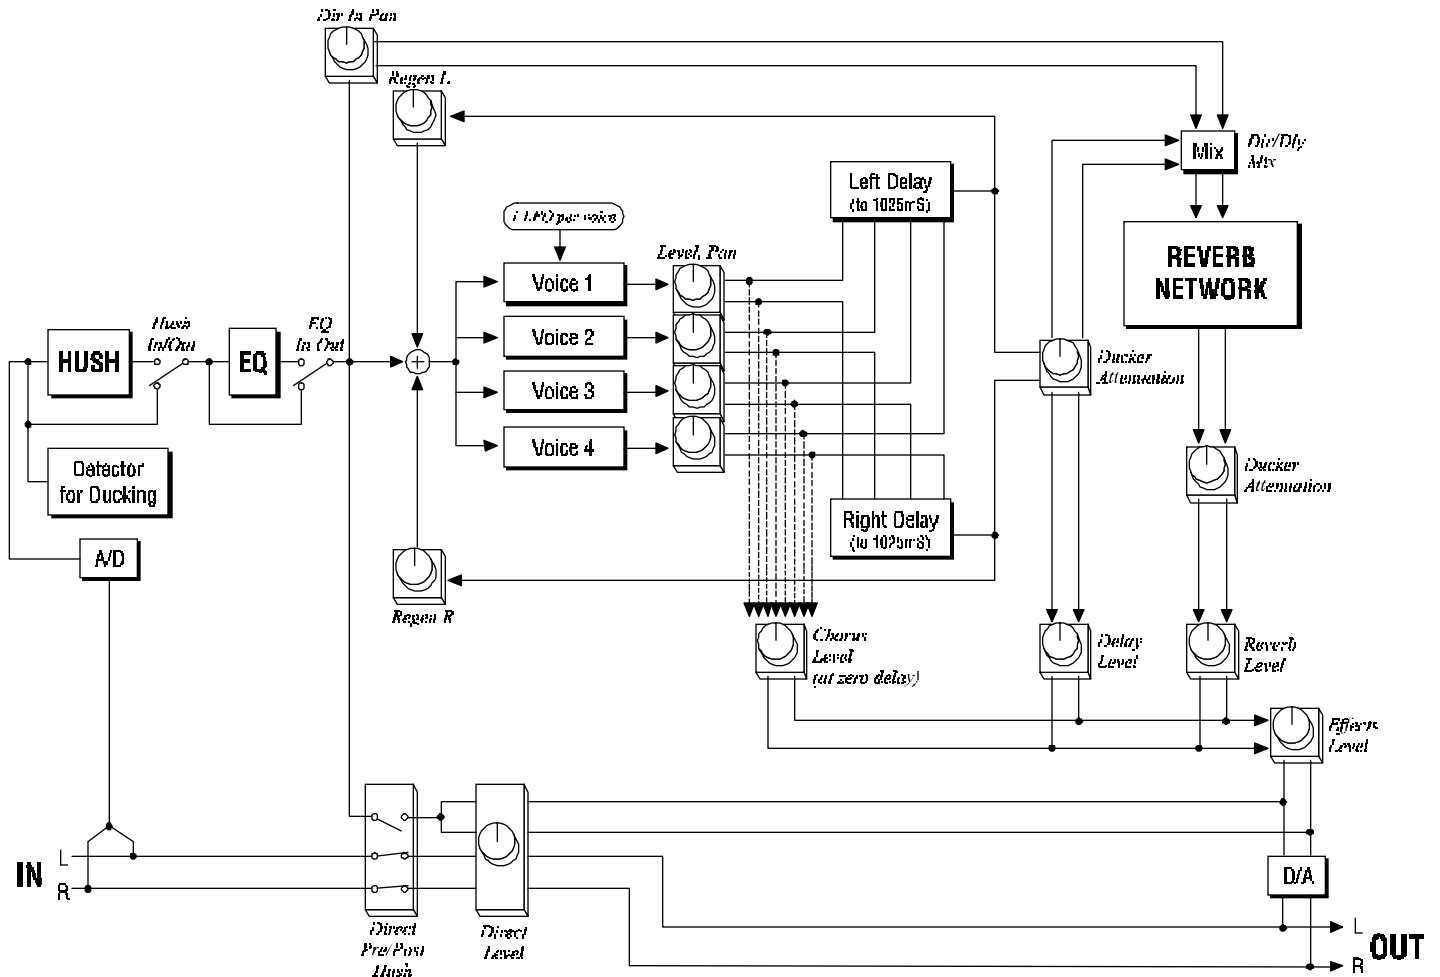 Dir In Pan
Regen L
Mix
Dir/Dly
Mix
Left Delay
(to 1025mS)
1 LFO per voice
Level, Pan
REVERB
NETWORK
Voice 1
Hush
In/Out
EQ
In Out
Voice 2
HUSH
EQ
Ducker
Attenuation
Voice 3
Voice 4
Detector
for Ducking
Ducker
Attenuation
Right Delay
(to 1025mS)
A/D
Regen R
Chorus
Level
(at zero delay)
Delay
Level
Reverb
Level
Effects
Level
IN
L
R
D/A
Direct
Pre/Post
Hush
Direct
Level
L
R
OUT